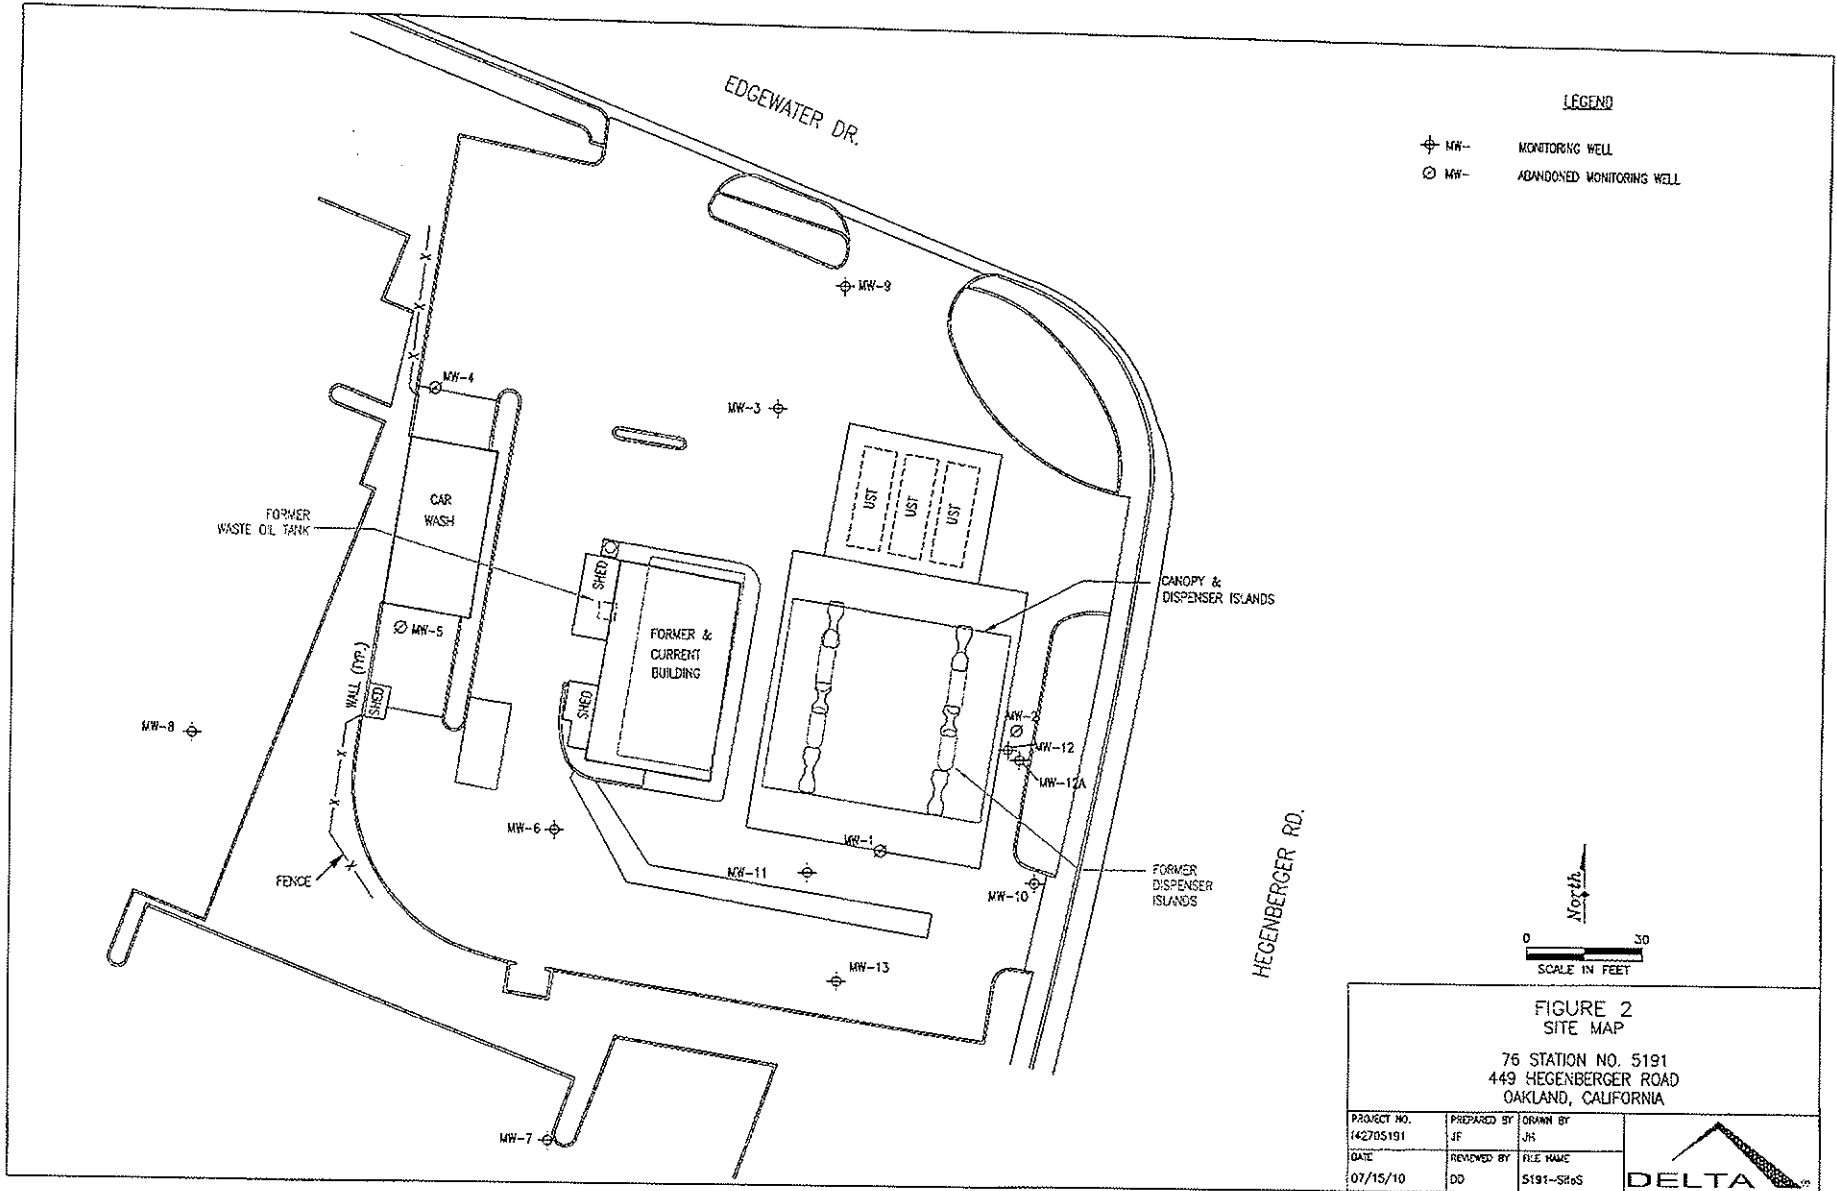 EDGEWATER DR.
LEGEND
MW- MONITORING WELL
MW- ABANDONED MONITORING WELL
X
X
X
MW-9
MW-4
MW-3
CAR
WASH
FORMER
WASTE OIL TANK
UST
UST
UST
SHED
CANOPY &
DISPENSER ISLANDS
FORMER &
CURRENT
BUILDING
MW-5
WALL (TYP.)
SHED
SHED
MW-8
MW-2
MW-12
MW-12A
X
X
X
FENCE
MW-6
MW-1
MW-11
MW-10
FORMER
DISPENSER
ISLANDS
HEGENBERGER RD.
MW-13
MW-7
North
0 30
SCALE IN FEET
FIGURE 2
SITE MAP
76 STATION NO. 5191
449 HEGENBERGER ROAD
OAKLAND, CALIFORNIA
PROJECT NO. PREPARED BY DRAWN BY
142705191 JF JH
DATE REVIEWED BY FILE NAME
07/15/10 DD
DELTA